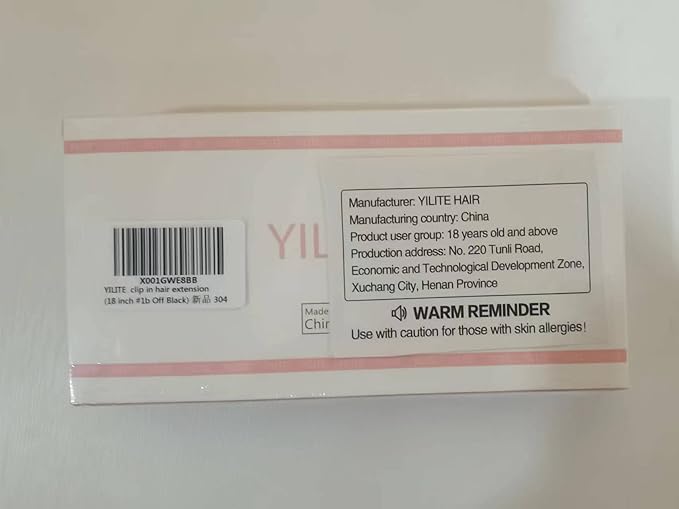 X001GWE8BB
YILITE clip in hair extension
(18 inch #1b Off Black) 新品 304
YIL
Made
Chin
Manufacturer: YILITE HAIR
Manufacturing country: China
Product user group: 18 years old and above
Production address: No. 220 Tunli Road,
Economic and Technological Development Zone,
Xuchang City, Henan Province
WARM REMINDER
Use with caution for those with skin allergies!